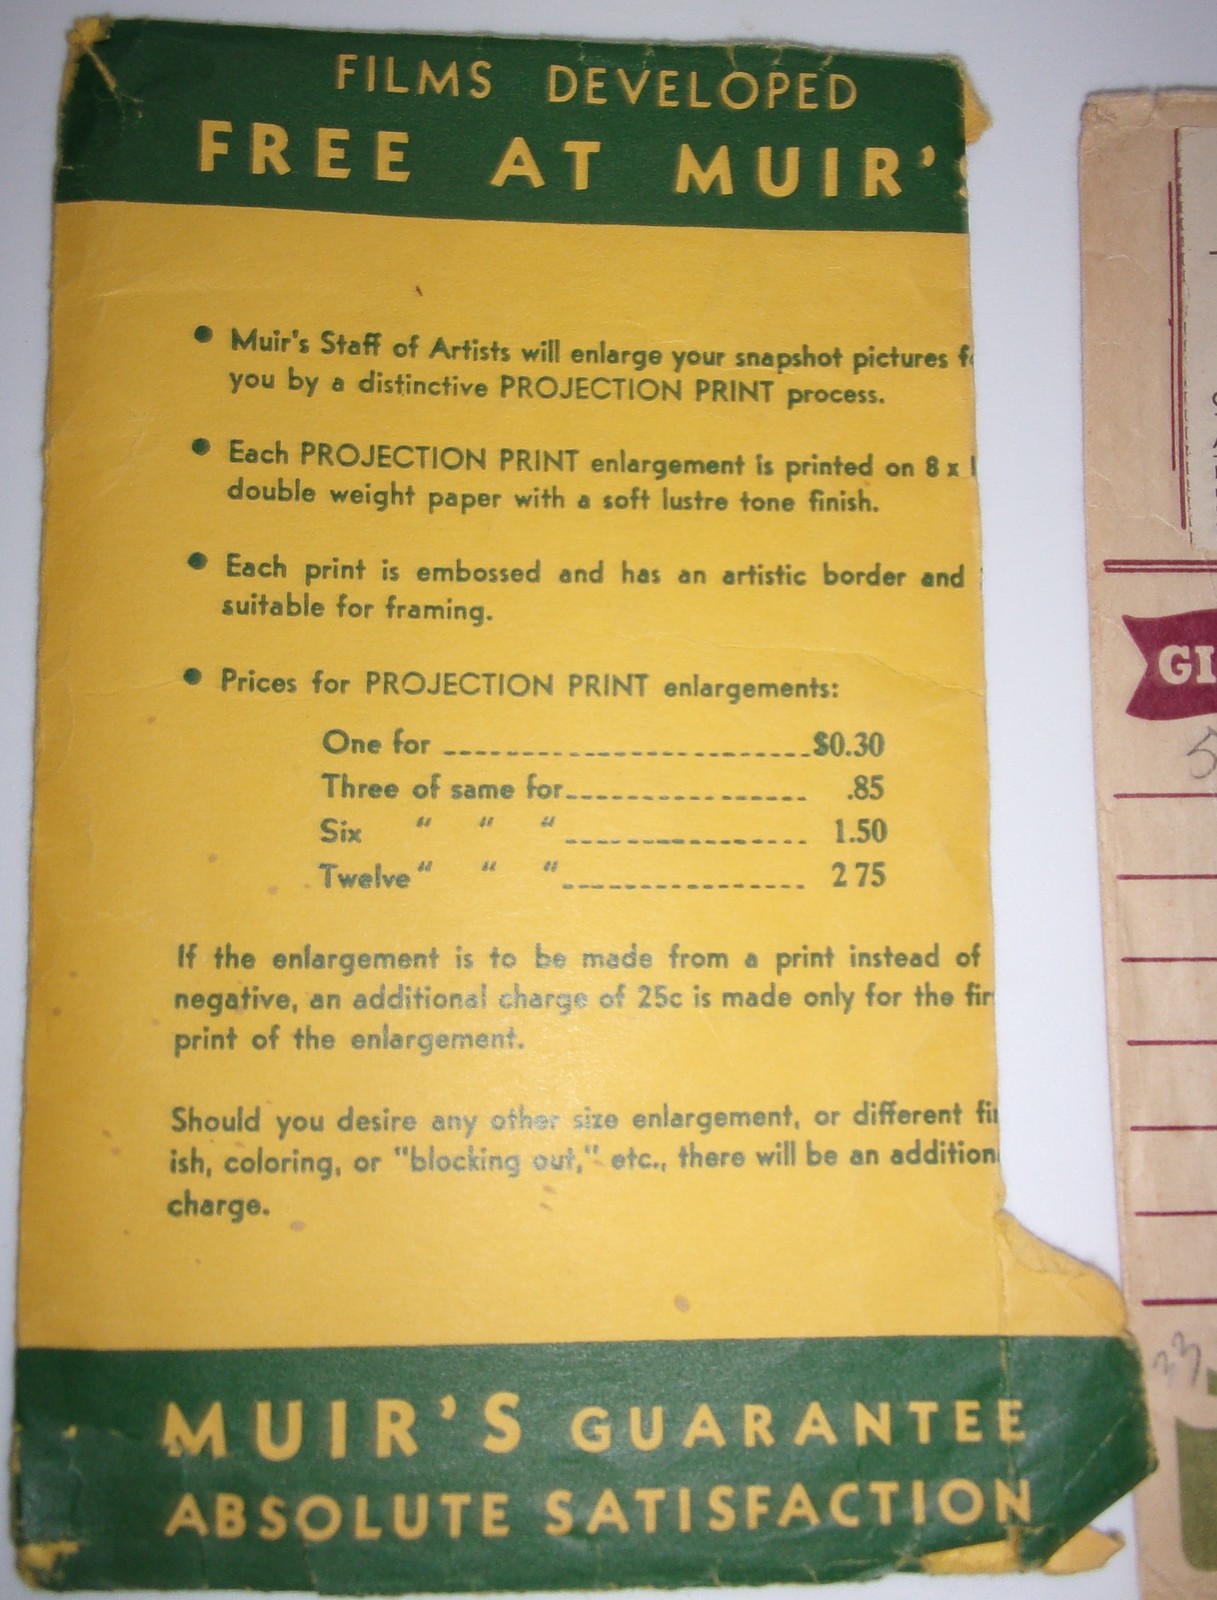 FILMS DEVELOPED
FREE AT MUIR'S
Muir's Staff of Artists will enlarge your snapshot pictures
you by a distinctive PROJECTION PRINT process.
Each PROJECTION PRINT enlargement is printed on 8 x
double weight paper with a soft lustre tone finish.
Each print is embossed and has an artistic border and
suitable for framing.
Prices for PROJECTION PRINT enlargements:
One for $0.30
Three of same for .85
Six " " " 1.50
Twelve " " " 2 75
If the enlargement is to be made from a print instead of
negative, an additional charge of 25c is made only for the fir
print of the enlargement.
Should you desire any other size enlargement, or different fi
ish, coloring, or "blocking out," etc., there will be an addition
charge.
MUIR'S GUARANTEE
ABSOLUTE SATISFACTION
GI
5
33